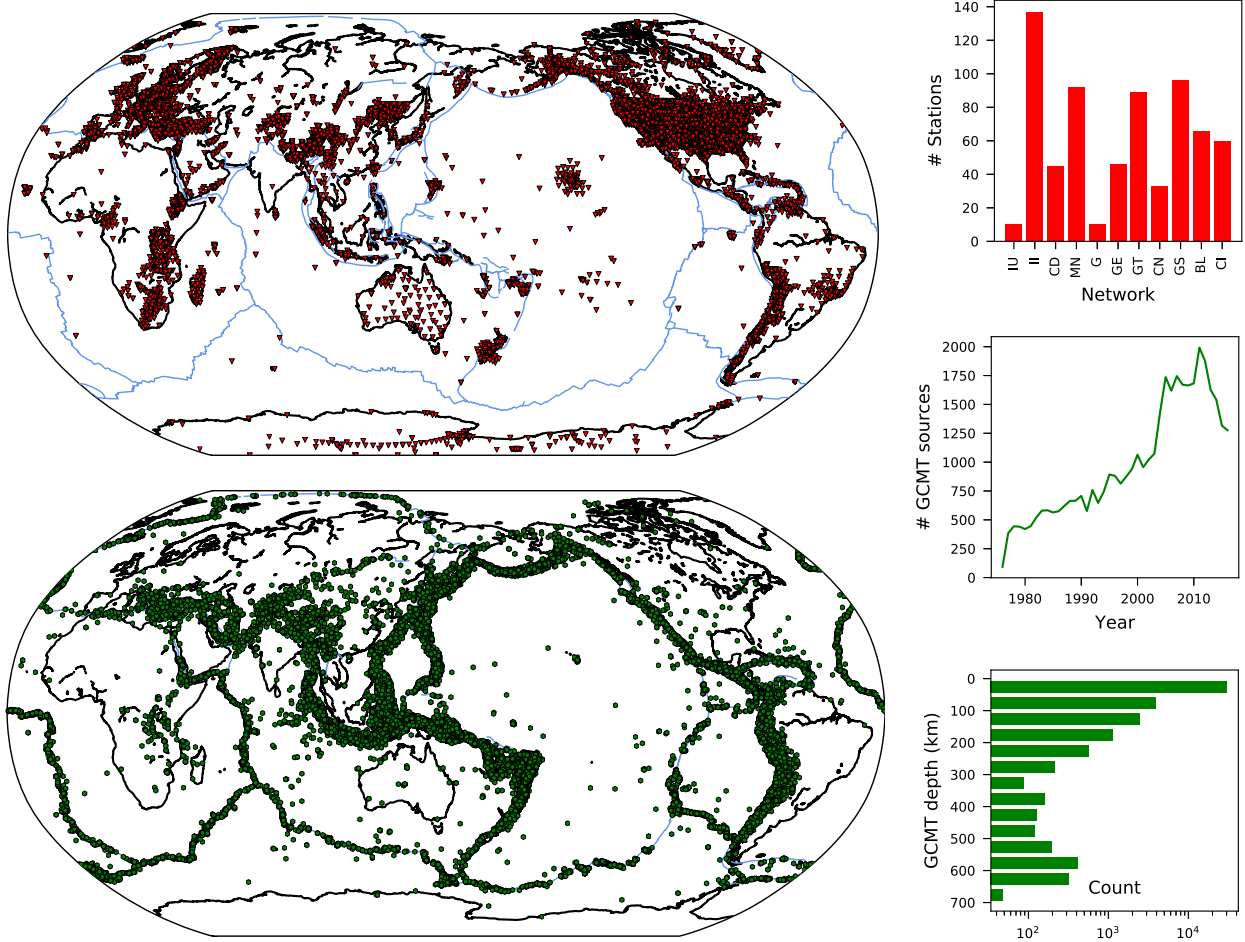 140
120
100
80
60
40
20
0
# Stations
IU II CD MN G GE GT CN GS BL CI
Network
2000
1750
1500
1250
1000
750
500
250
0
# GCMT sources
1980 1990 2000 2010
Year
0
100
200
300
400
500
600
700
GCMT depth (km)
Count
10² 10³ 10⁴